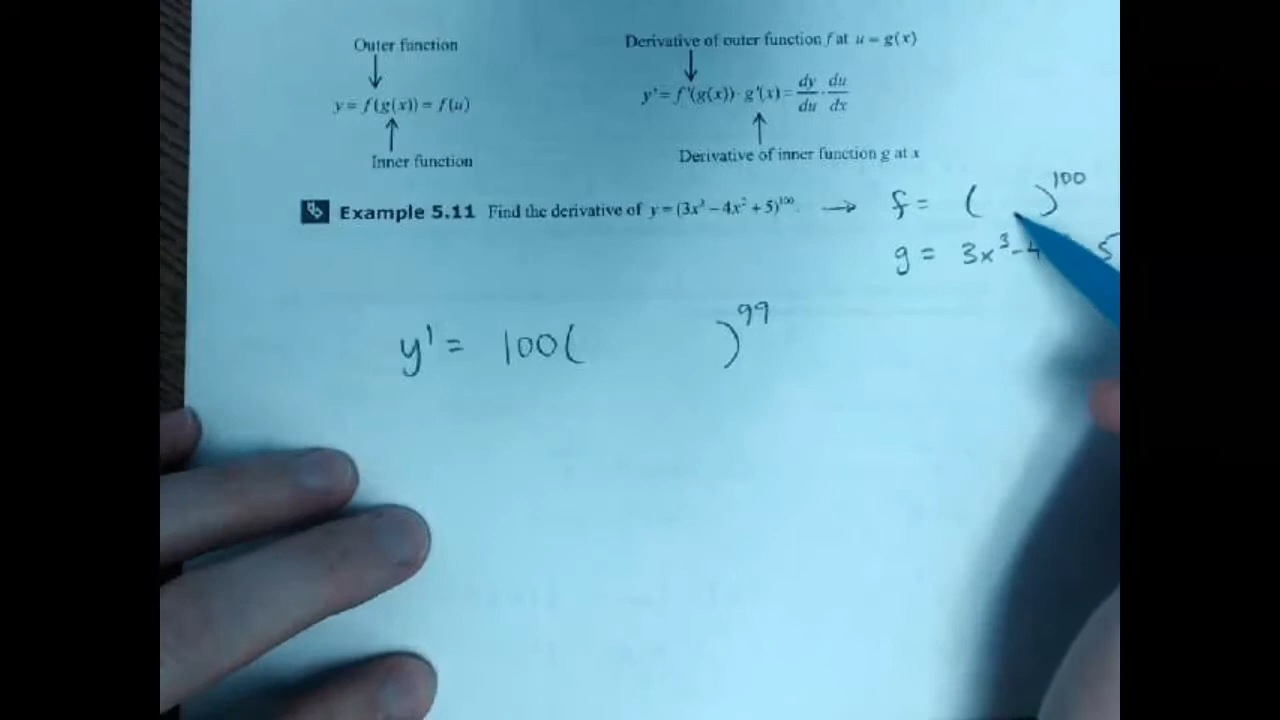 Outer function
y = f(g(x)) = f(u)
Inner function
Derivative of outer function f at u = g(x)
y' = f'(g(x)) · g'(x) = dy/du · du/dx
Derivative of inner function g at x
Example 5.11 Find the derivative of y = (3x³ – 4x² + 5)¹⁰⁰. → f = ( )¹⁰⁰
g = 3x³ - 4 5
y' = 100( )⁹⁹